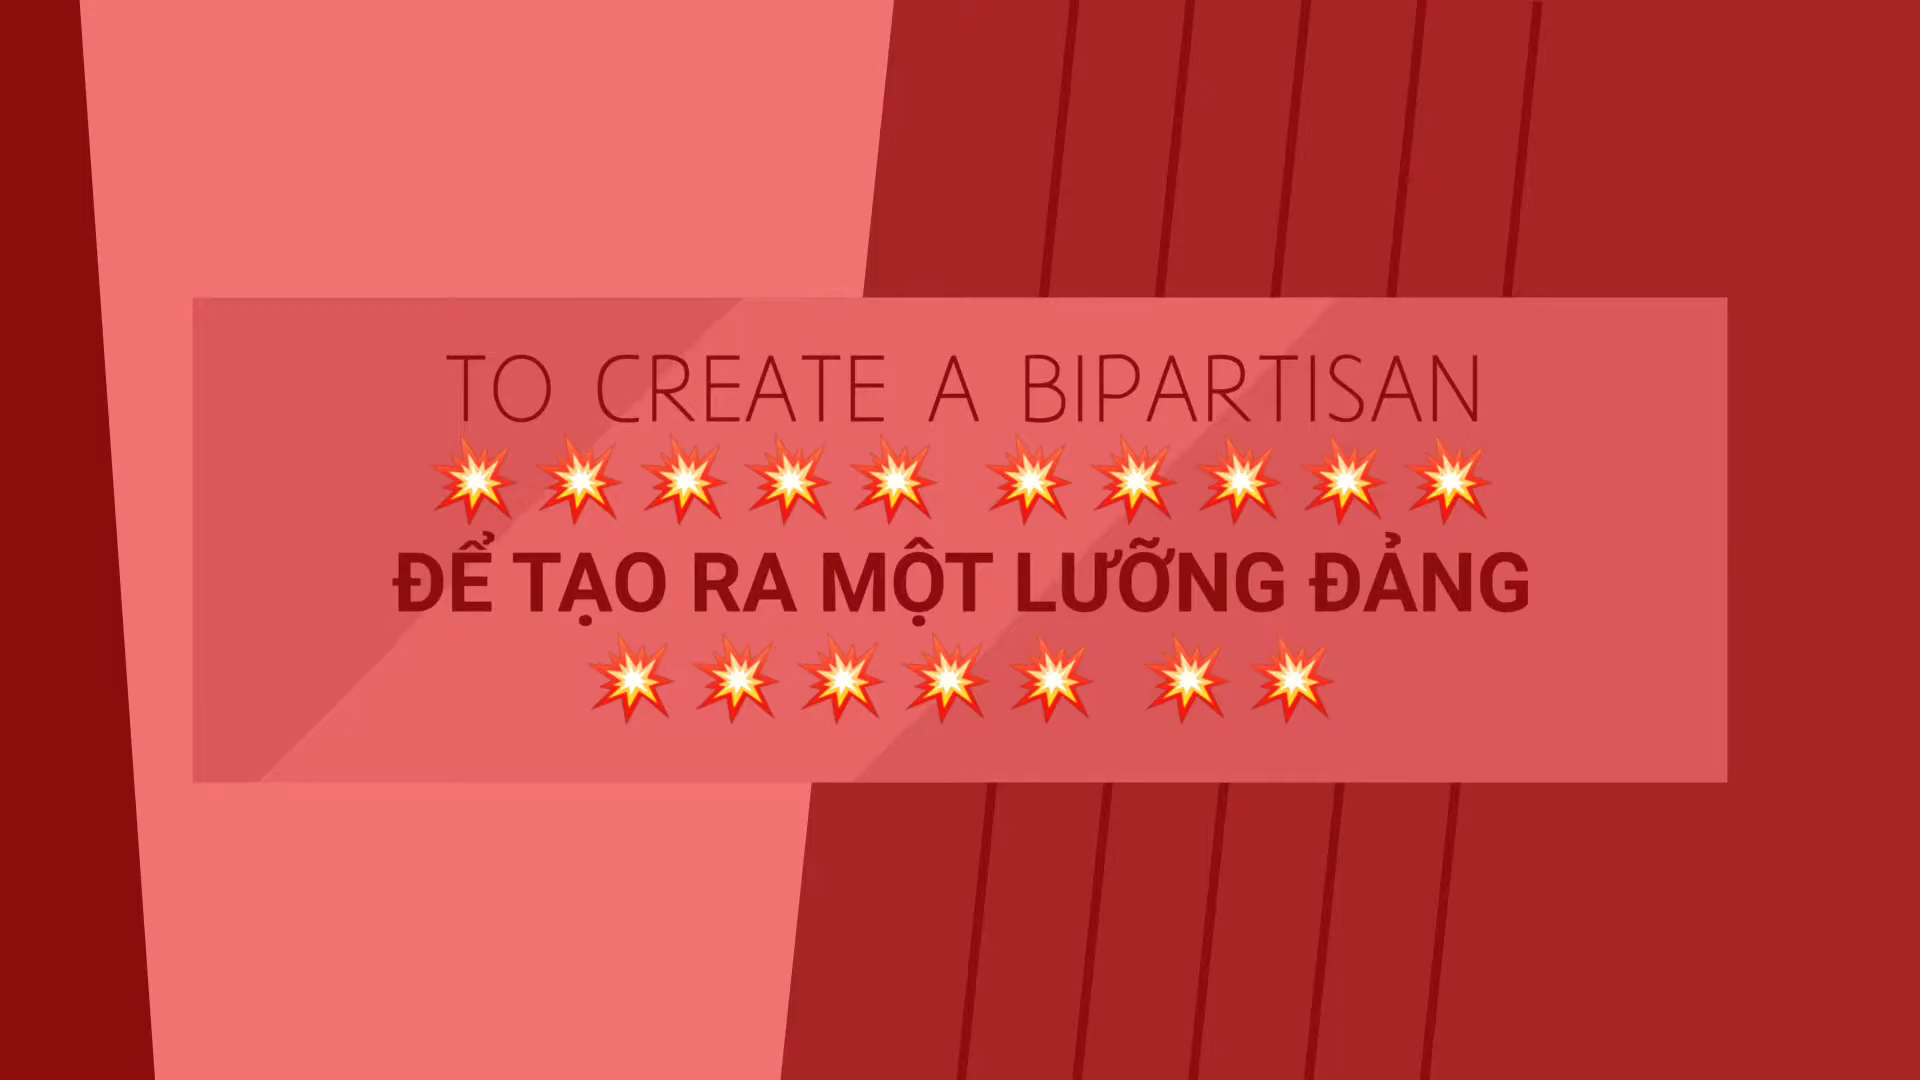 TO CREATE A BIPARTISAN
💥💥💥💥💥 💥💥💥💥💥
ĐỂ TẠO RA MỘT LƯỠNG ĐẢNG
💥💥💥💥💥 💥💥